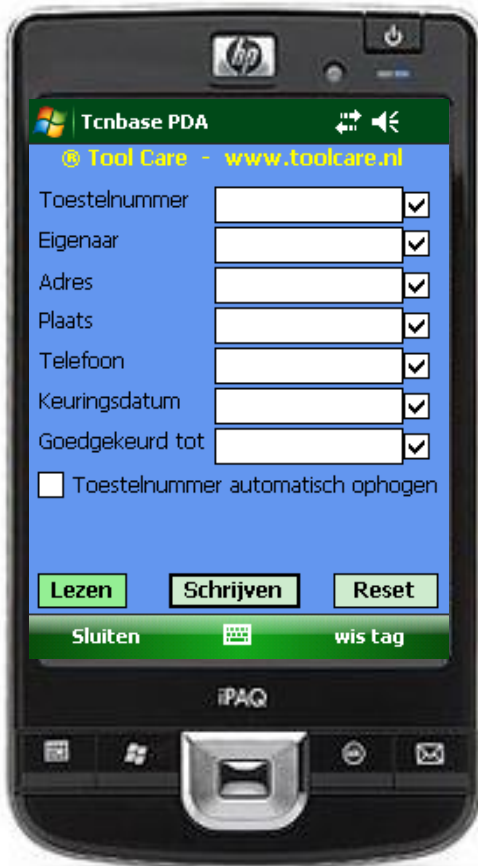 hp
Tcnbase PDA
® Tool Care - www.toolcare.nl
Toestelnummer
Eigenaar
Adres
Plaats
Telefoon
Keuringsdatum
Goedgekeurd tot
Toestelnummer automatisch ophogen
Lezen Schrijven Reset
Sluiten wis tag
iPAQ